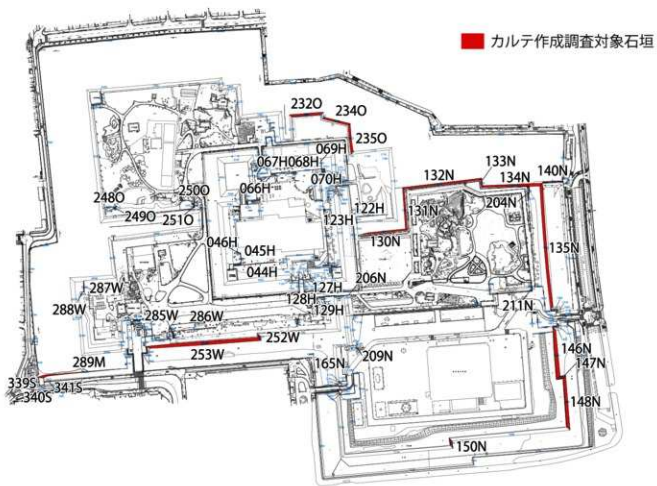 カルテ作成調査対象石垣
232O
234O
235O
069H
067H068H
066H
070H
132N
133N
134N
140N
248O
250O
249O
251O
123H
122H
131N
204N
130N
135N
046H
045H
044H
206N
127H
128H
129H
287W
288W
285W
286W
211N
252W
253W
165N
209N
146N
147N
289M
339S
341S
340S
148N
150N